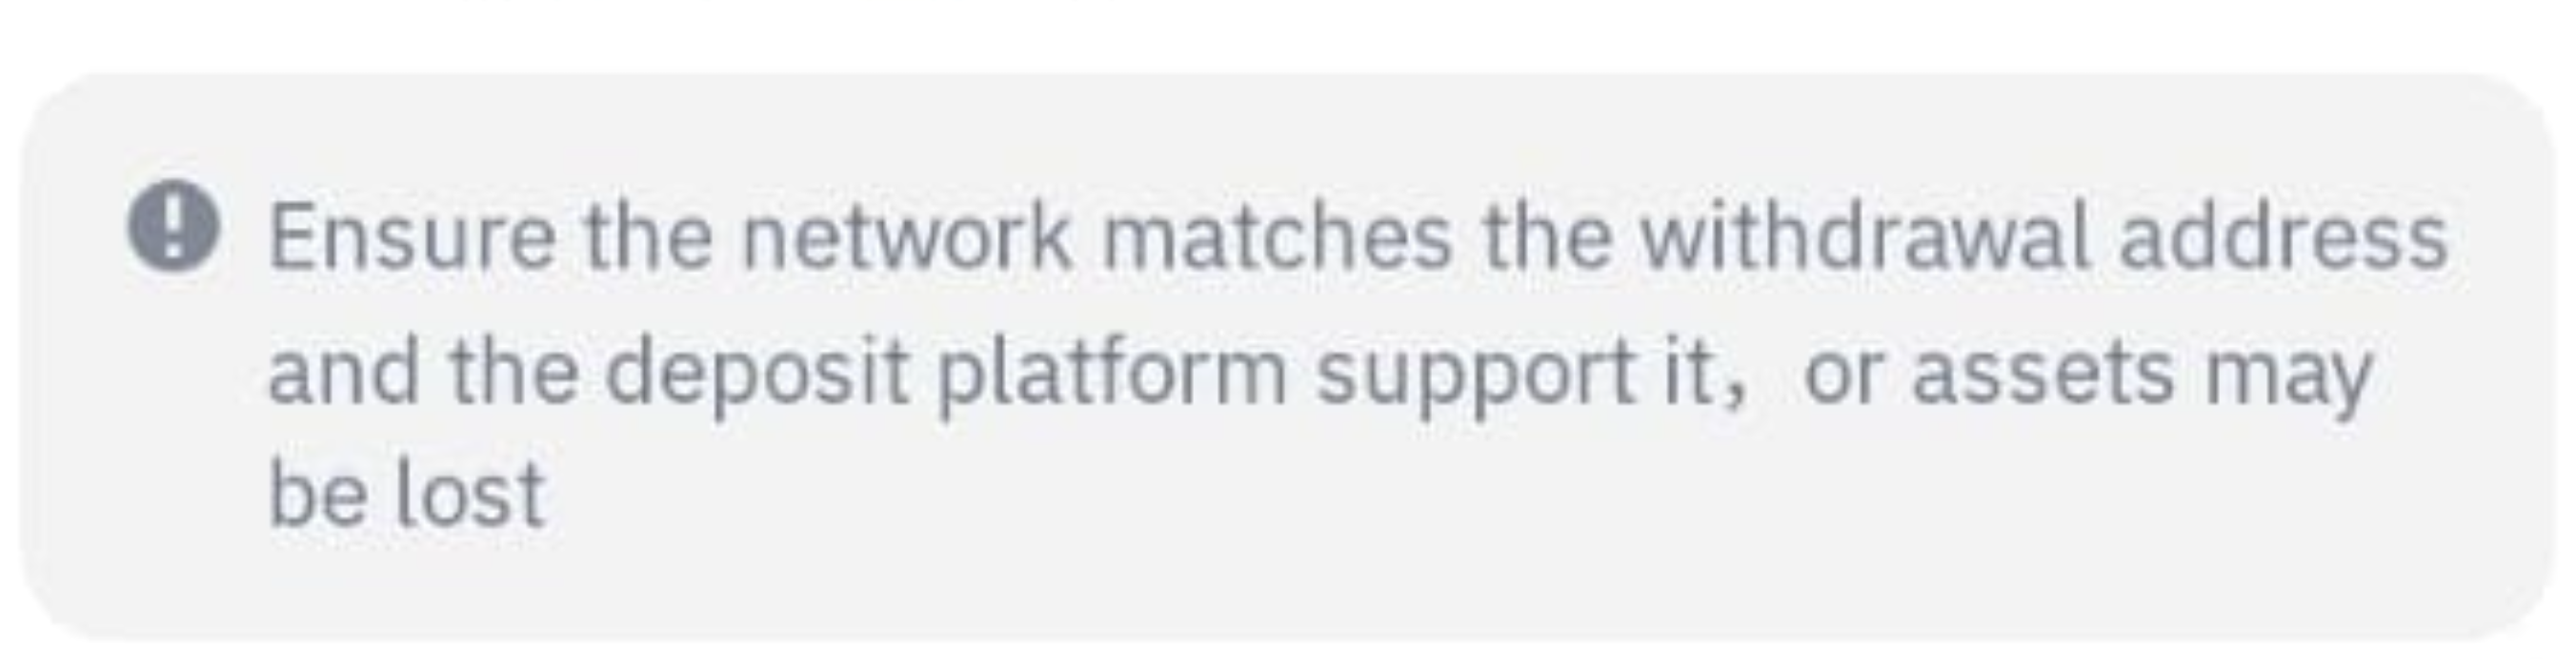 Ensure the network matches the withdrawal address
and the deposit platform support it，or assets may
be lost